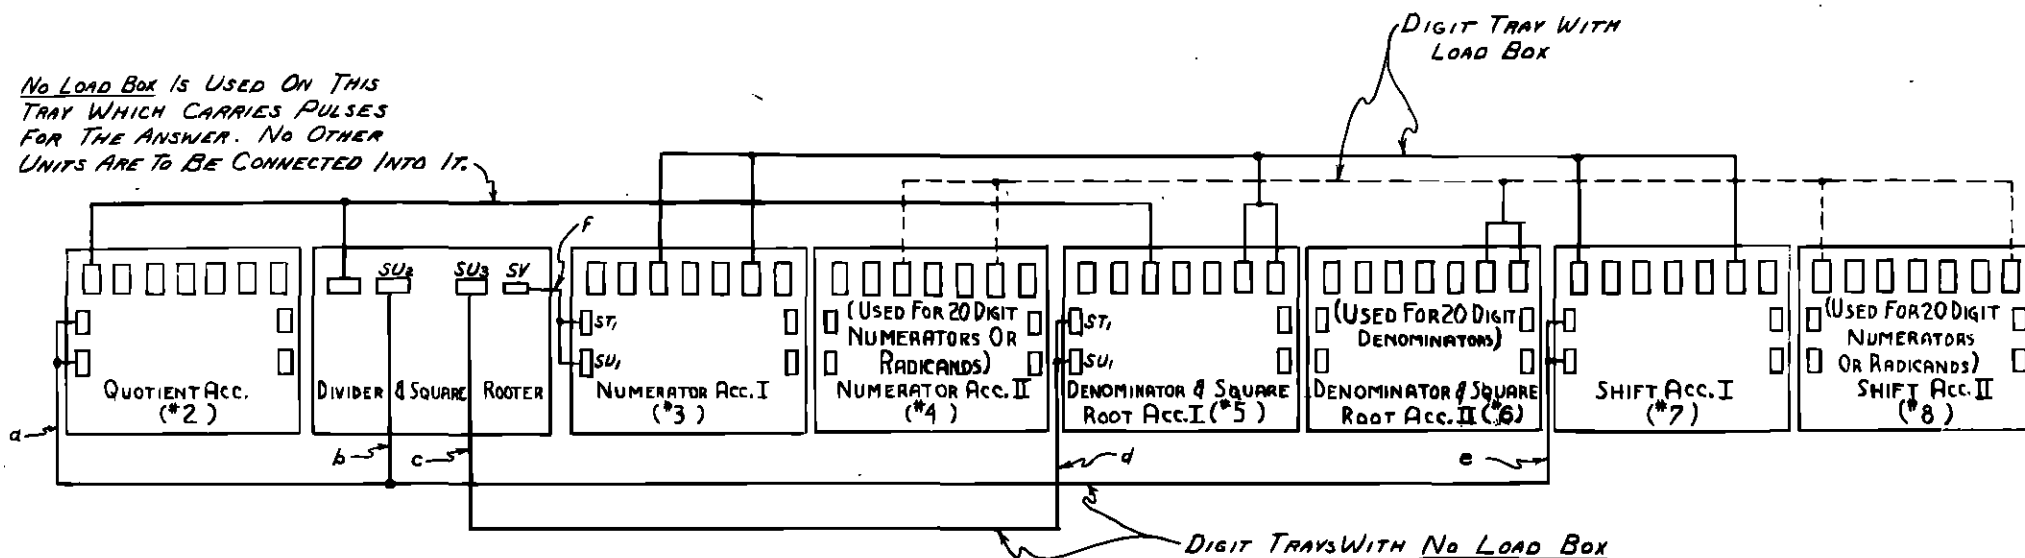 DIGIT TRAY WITH
LOAD BOX
NO LOAD BOX IS USED ON THIS
TRAY WHICH CARRIES PULSES
FOR THE ANSWER. NO OTHER
UNITS ARE TO BE CONNECTED INTO IT.
f
SU2
SU3
SV
ST1
SU1
QUOTIENT ACC.
(#2)
DIVIDER & SQUARE ROOTER
NUMERATOR ACC. I
(#3)
(USED FOR 20 DIGIT
NUMERATORS OR
RADICANDS)
NUMERATOR ACC. II
(#4)
ST1
SU1
DENOMINATOR & SQUARE
ROOT ACC. I (#5)
(USED FOR 20 DIGIT
DENOMINATORS)
DENOMINATOR & SQUARE
ROOT ACC. II (#6)
SHIFT ACC. I
(#7)
(USED FOR 20 DIGIT
NUMERATORS
OR RADICANDS)
SHIFT ACC. II
(#8)
a
b
c
d
e
DIGIT TRAYS WITH NO LOAD BOX